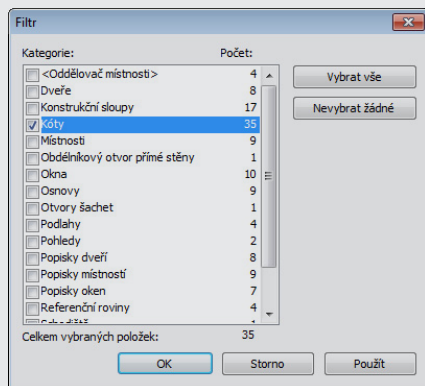 Filtr
Kategorie: Počet:
<Oddělovač místnosti> 4
Dveře 8
Konstrukční sloupy 17
Kóty 35
Místnosti 9
Obdélníkový otvor přímé stěny 1
Okna 10
Osnovy 9
Otvory šachet 1
Podlahy 4
Pohledy 2
Popisky dveří 8
Popisky místností 9
Popisky oken 7
Referenční roviny 4
Vybrat vše
Nevybrat žádné
Celkem vybraných položek: 35
OK Storno Použít